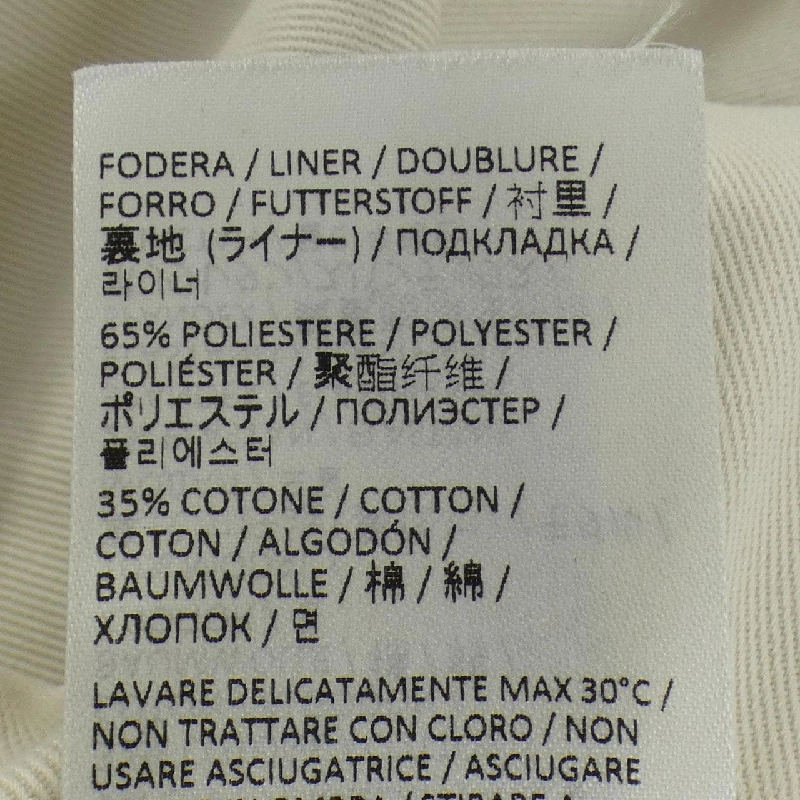 FODERA / LINER / DOUBLURE /
FORRO / FUTTERSTOFF / 衬里 /
裏地 (ライナー) / ПОДКЛАДКА /
라이너
65% POLIESTERE / POLYESTER /
POLIÉSTER / 聚酯纤维 /
ポリエステル / ПОЛИЭСТЕР /
폴리에스터
35% COTONE / COTTON /
COTON / ALGODÓN /
BAUMWOLLE / 棉 / 綿 /
ХЛОПОК / 면
LAVARE DELICATAMENTE MAX 30°C /
NON TRATTARE CON CLORO / NON
USARE ASCIUGATRICE / ASCIUGARE